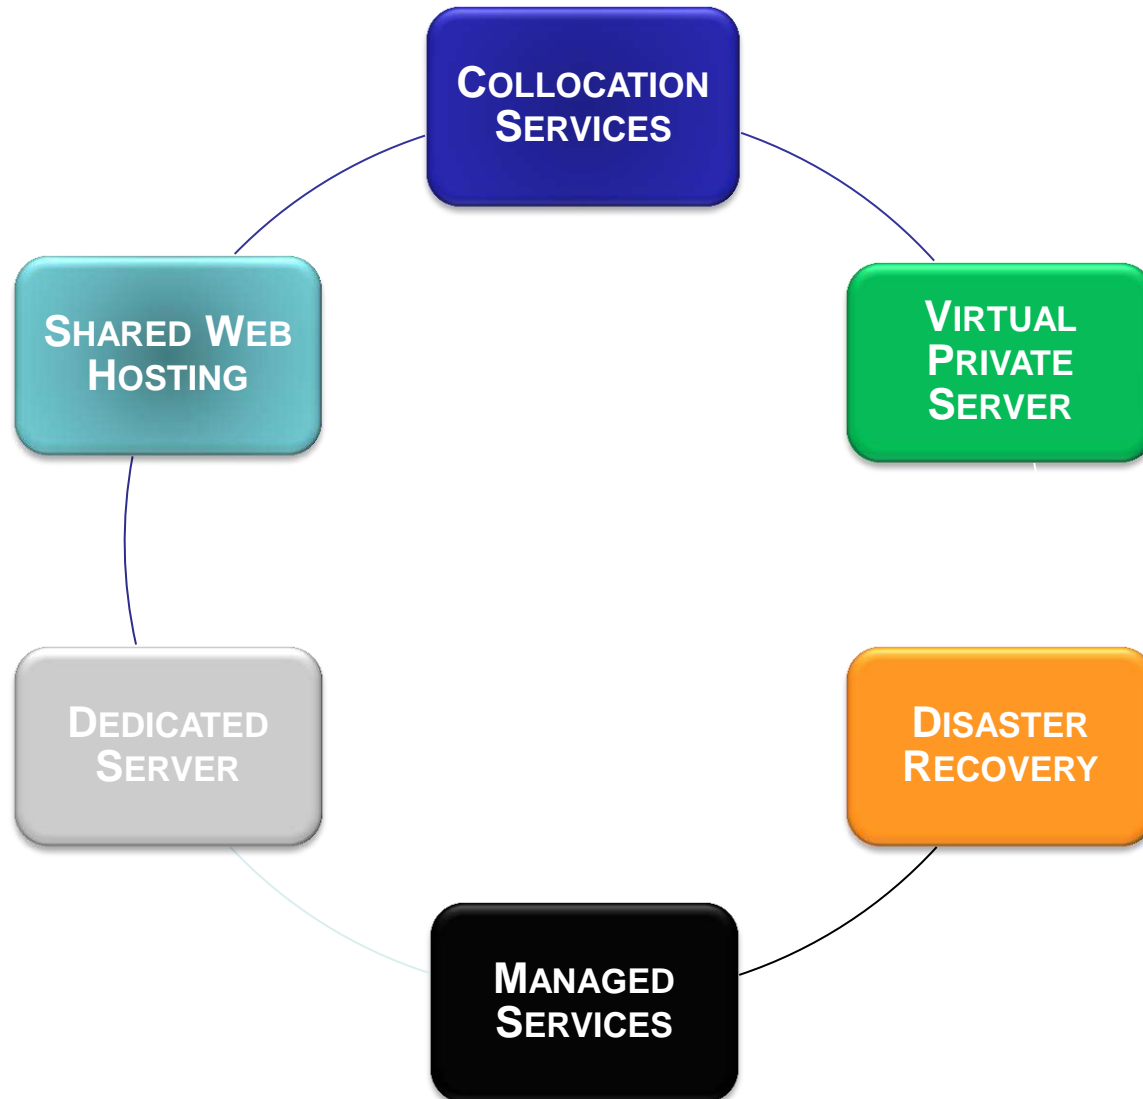 COLLOCATION
SERVICES
VIRTUAL
PRIVATE
SERVER
DISASTER
RECOVERY
MANAGED
SERVICES
DEDICATED
SERVER
SHARED WEB
HOSTING